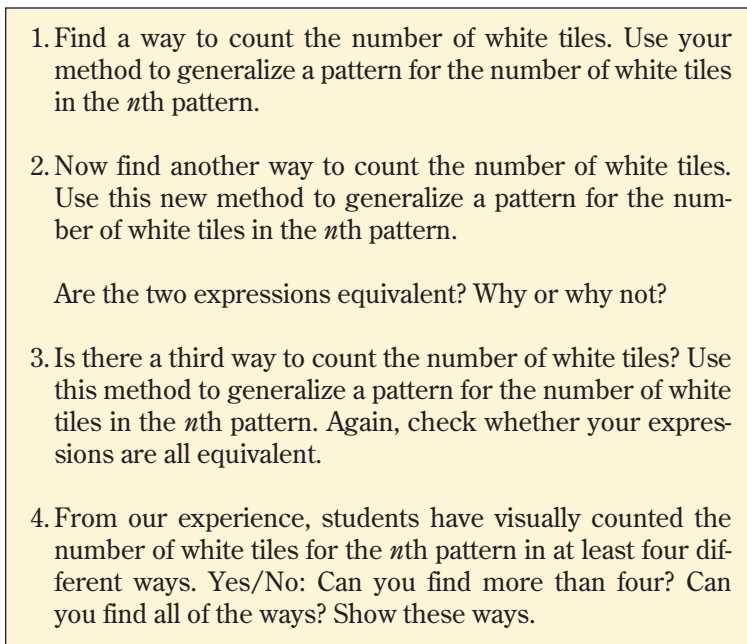 1. Find a way to count the number of white tiles. Use your
method to generalize a pattern for the number of white tiles
in the nth pattern.
2. Now find another way to count the number of white tiles.
Use this new method to generalize a pattern for the num-
ber of white tiles in the nth pattern.
Are the two expressions equivalent? Why or why not?
3. Is there a third way to count the number of white tiles? Use
this method to generalize a pattern for the number of white
tiles in the nth pattern. Again, check whether your expres-
sions are all equivalent.
4. From our experience, students have visually counted the
number of white tiles for the nth pattern in at least four dif-
ferent ways. Yes/No: Can you find more than four? Can
you find all of the ways? Show these ways.